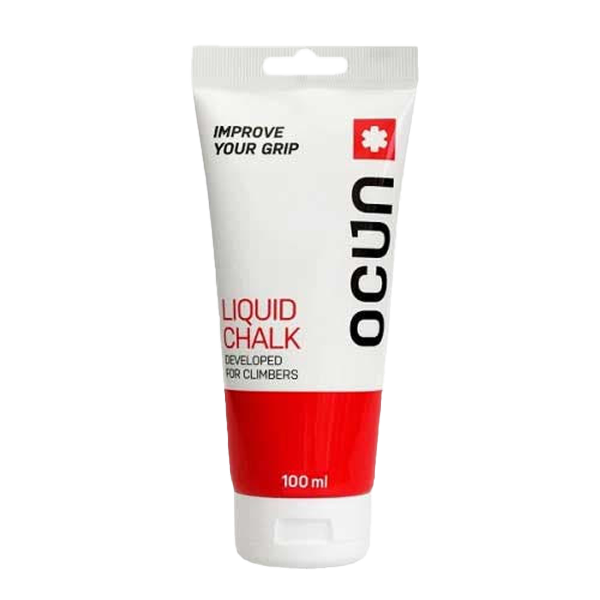 IMPROVE
YOUR GRIP
OCUN
LIQUID
CHALK
DEVELOPED
FOR CLIMBERS
100 ml